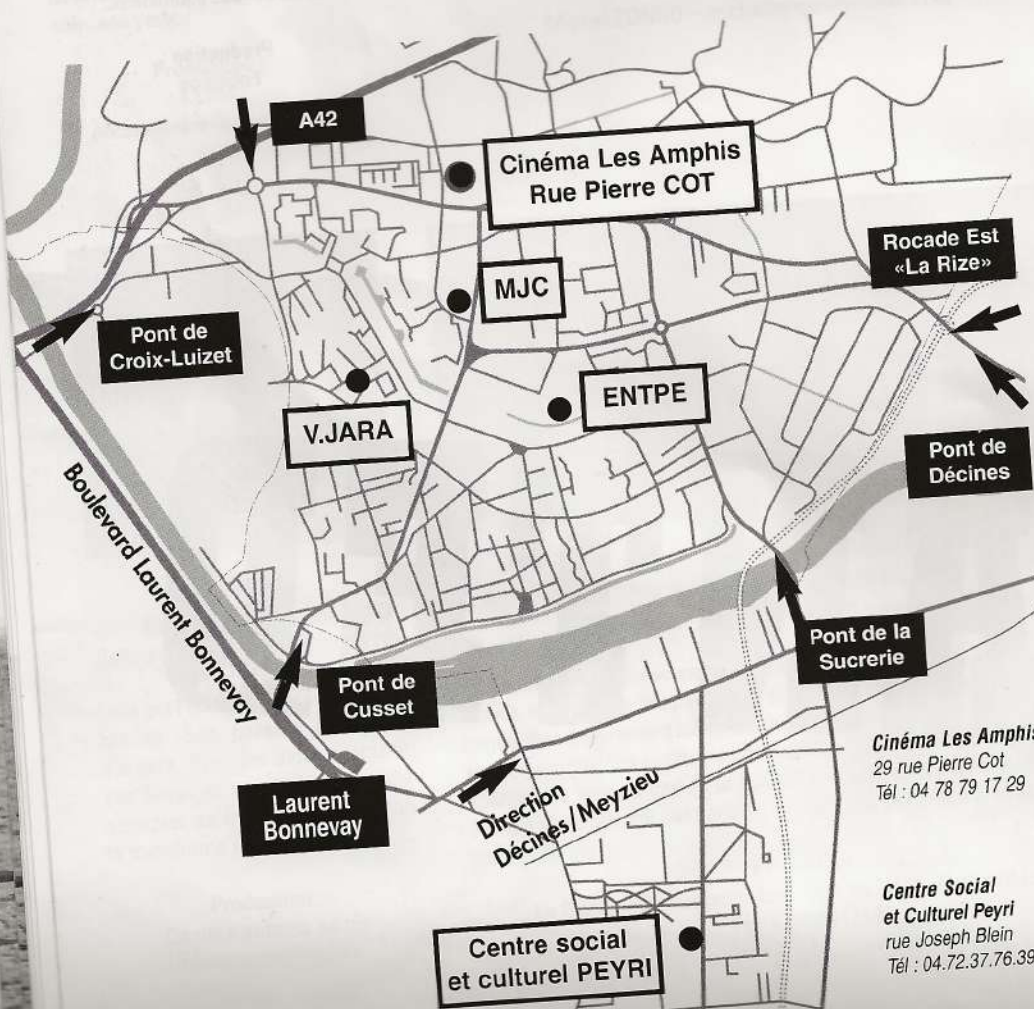 A42
Cinéma Les Amphis
Rue Pierre COT
Rocade Est
«La Rize»
MJC
Pont de
Croix-Luizet
ENTPE
V.JARA
Pont de
Décines
Boulevard Laurent Bonnevay
Pont de la
Sucrerie
Pont de
Cusset
Laurent
Bonnevay
Direction
Décines/Meyzieu
Cinéma Les Amphis
29 rue Pierre Cot
Tél : 04 78 79 17 29
Centre Social
et Culturel Peyri
rue Joseph Blein
Tél : 04.72.37.76.39
Centre social
et culturel PEYRI